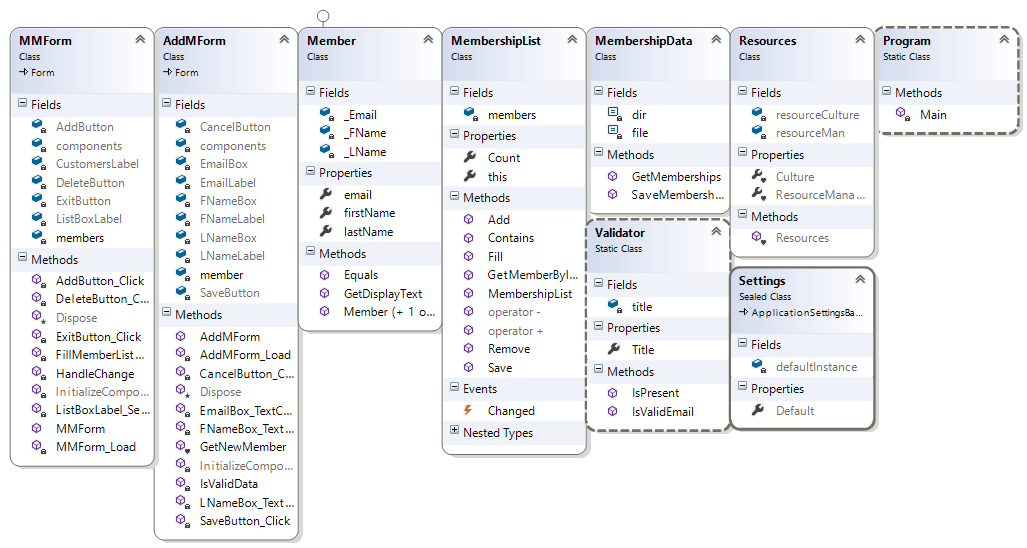 MMForm
Class
Form
Fields
AddButton
components
CustomersLabel
DeleteButton
ExitButton
ListBoxLabel
members
Methods
AddButton_Click
DeleteButton_C...
Dispose
ExitButton_Click
FillMemberList...
HandleChange
InitializeCompo...
ListBoxLabel_Se...
MMForm
MMForm_Load
AddMForm
Class
Form
Fields
CancelButton
components
EmailBox
EmailLabel
FNameBox
FNameLabel
LNameBox
LNameLabel
member
SaveButton
Methods
AddMForm
AddMForm_Load
CancelButton_C...
Dispose
EmailBox_TextC...
FNameBox_Text...
GetNewMember
InitializeCompo...
IsValidData
LNameBox_Text...
SaveButton_Click
Member
Class
Fields
_Email
_FName
_LName
Properties
email
firstName
lastName
Methods
Equals
GetDisplayText
Member (+ 1 o...
MembershipList
Class
Fields
members
Properties
Count
this
Methods
Add
Contains
Fill
GetMemberByI...
MembershipList
operator -
operator +
Remove
Save
Events
Changed
Nested Types
MembershipData
Class
Fields
dir
file
Methods
GetMemberships
SaveMembersh...
Validator
Static Class
Fields
title
Properties
Title
Methods
IsPresent
IsValidEmail
Resources
Class
Fields
resourceCulture
resourceMan
Properties
Culture
ResourceMana...
Methods
Resources
Settings
Sealed Class
ApplicationSettingsBa...
Fields
defaultInstance
Properties
Default
Program
Static Class
Methods
Main